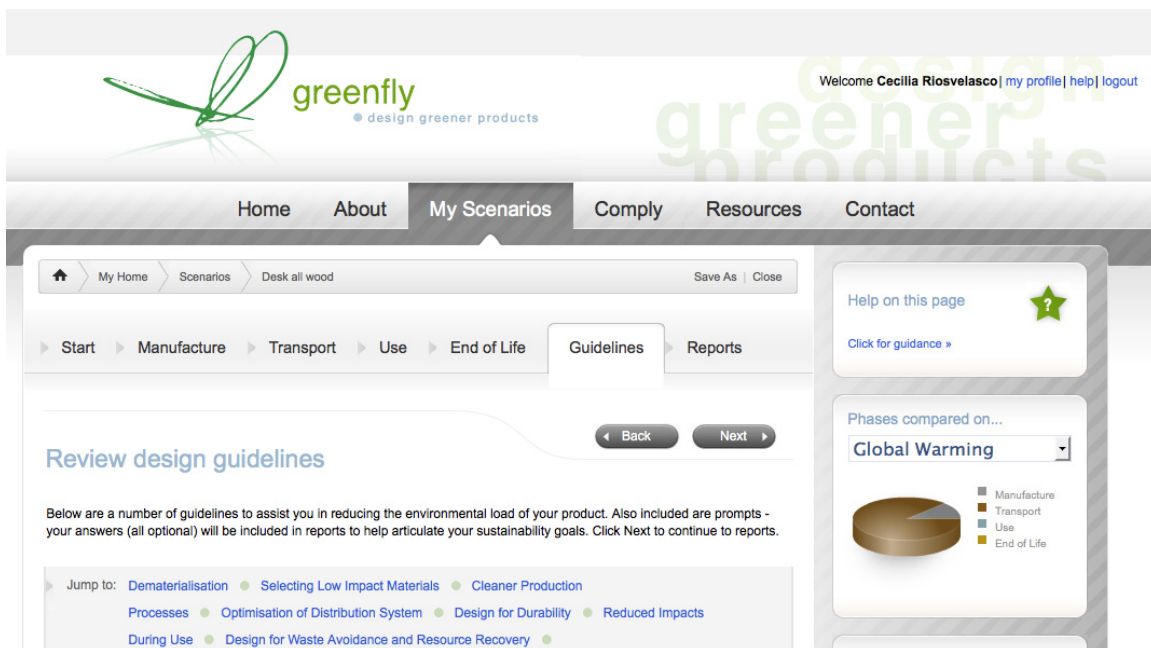 greenfly
design greener products
design
greener
products
Welcome Cecilia Riosvelasco| my profile| help| logout
Home About My Scenarios Comply Resources Contact
My Home Scenarios Desk all wood Save As | Close
Start Manufacture Transport Use End of Life Guidelines Reports
Back Next
Review design guidelines
Below are a number of guidelines to assist you in reducing the environmental load of your product. Also included are prompts -
your answers (all optional) will be included in reports to help articulate your sustainability goals. Click Next to continue to reports.
Jump to: Dematerialisation Selecting Low Impact Materials Cleaner Production
Processes Optimisation of Distribution System Design for Durability Reduced Impacts
During Use Design for Waste Avoidance and Resource Recovery
Help on this page
?
Click for guidance »
Phases compared on...
Global Warming
Manufacture
Transport
Use
End of Life